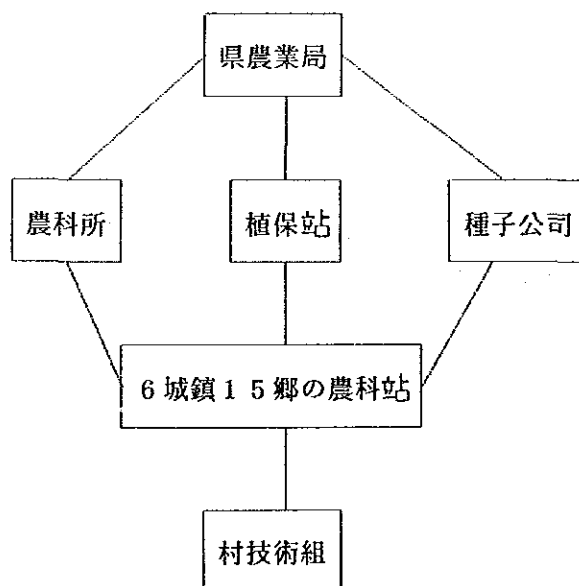 県農業局
農科所
植保站
種子公司
6城鎮15郷の農科站
村技術組